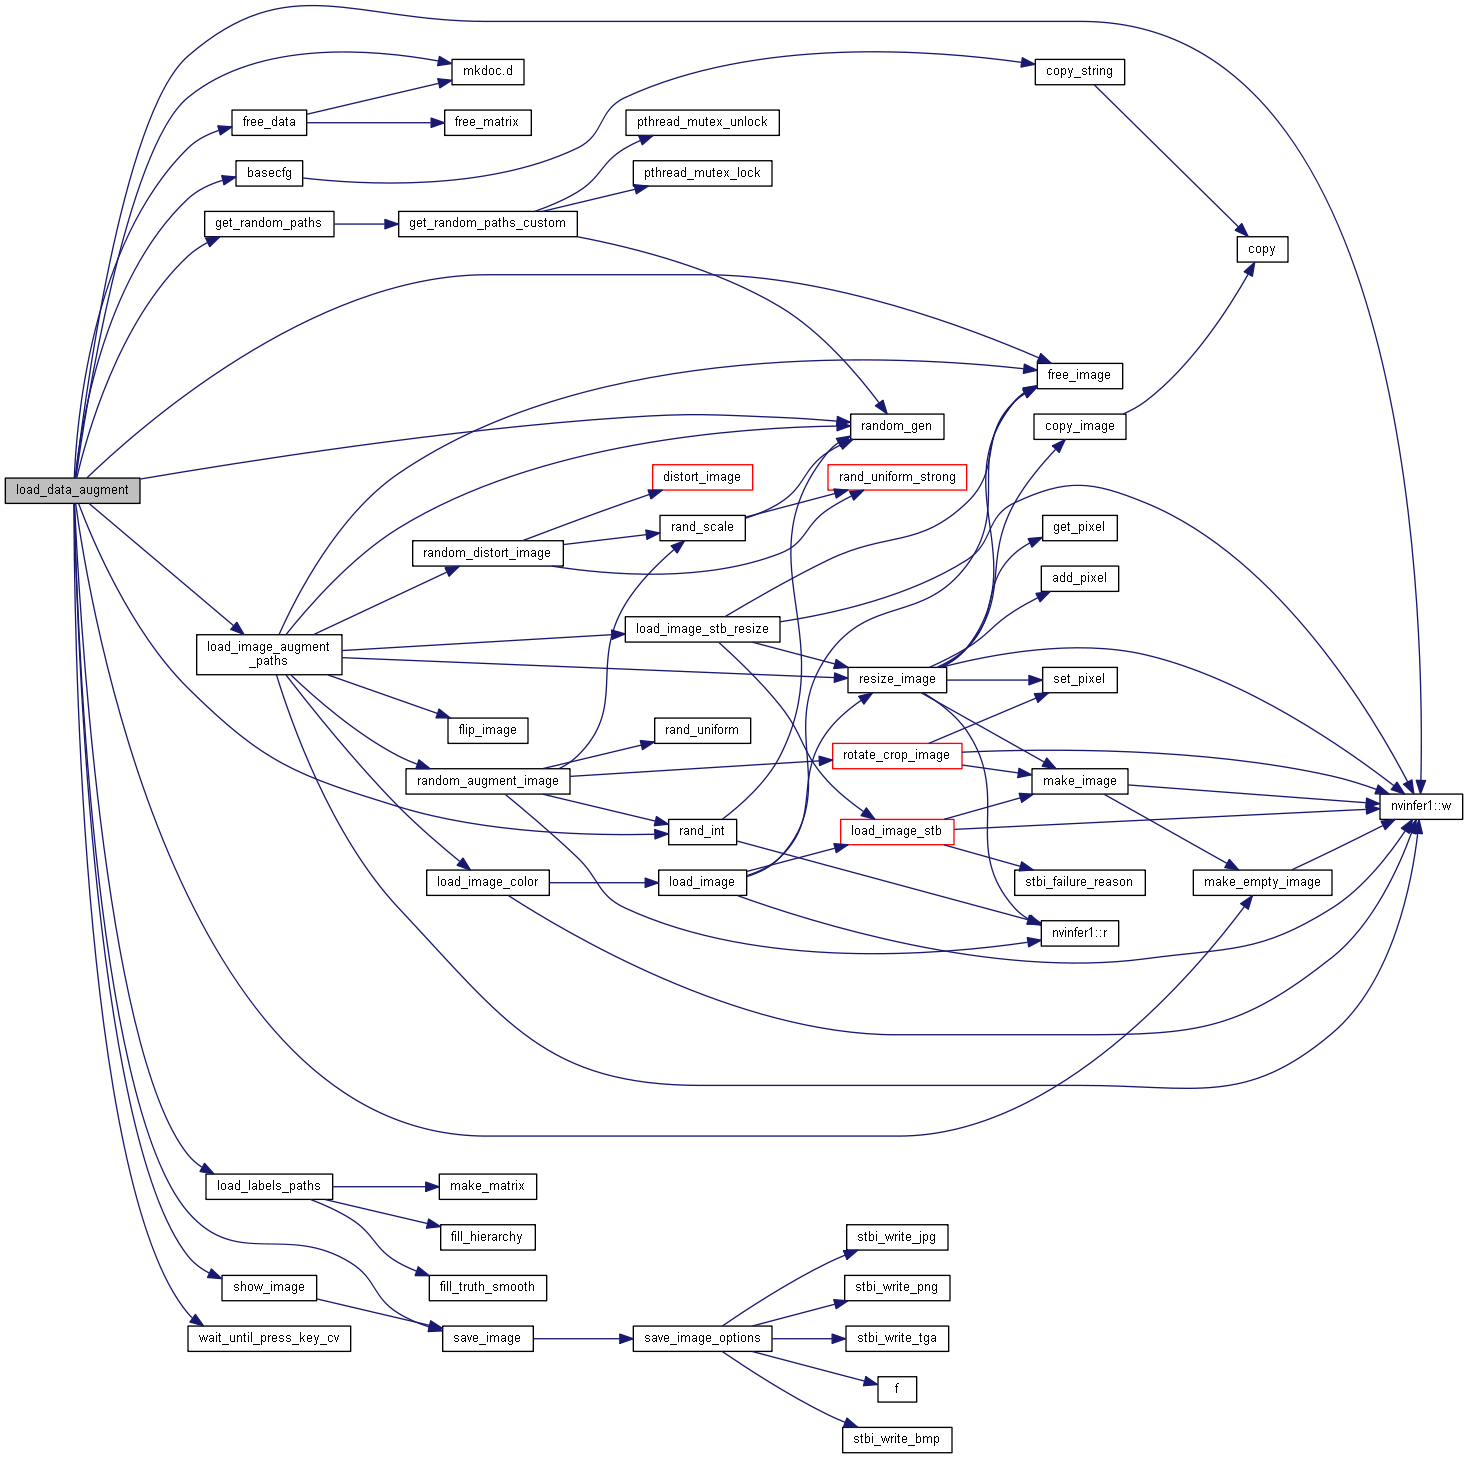 mkdoc.d
copy_string
free_data
free_matrix
pthread_mutex_unlock
basecfg
pthread_mutex_lock
get_random_paths
get_random_paths_custom
copy
free_image
random_gen
copy_image
distort_image
rand_uniform_strong
load_data_augment
rand_scale
get_pixel
random_distort_image
add_pixel
load_image_stb_resize
load_image_augment
_paths
resize_image
set_pixel
flip_image
rand_uniform
rotate_crop_image
random_augment_image
make_image
nvinfer1::w
rand_int
load_image_stb
load_image_color
load_image
stbi_failure_reason
make_empty_image
nvinfer1::r
load_labels_paths
make_matrix
fill_hierarchy
stbi_write_jpg
show_image
fill_truth_smooth
stbi_write_png
wait_until_press_key_cv
save_image
save_image_options
stbi_write_tga
f
stbi_write_bmp